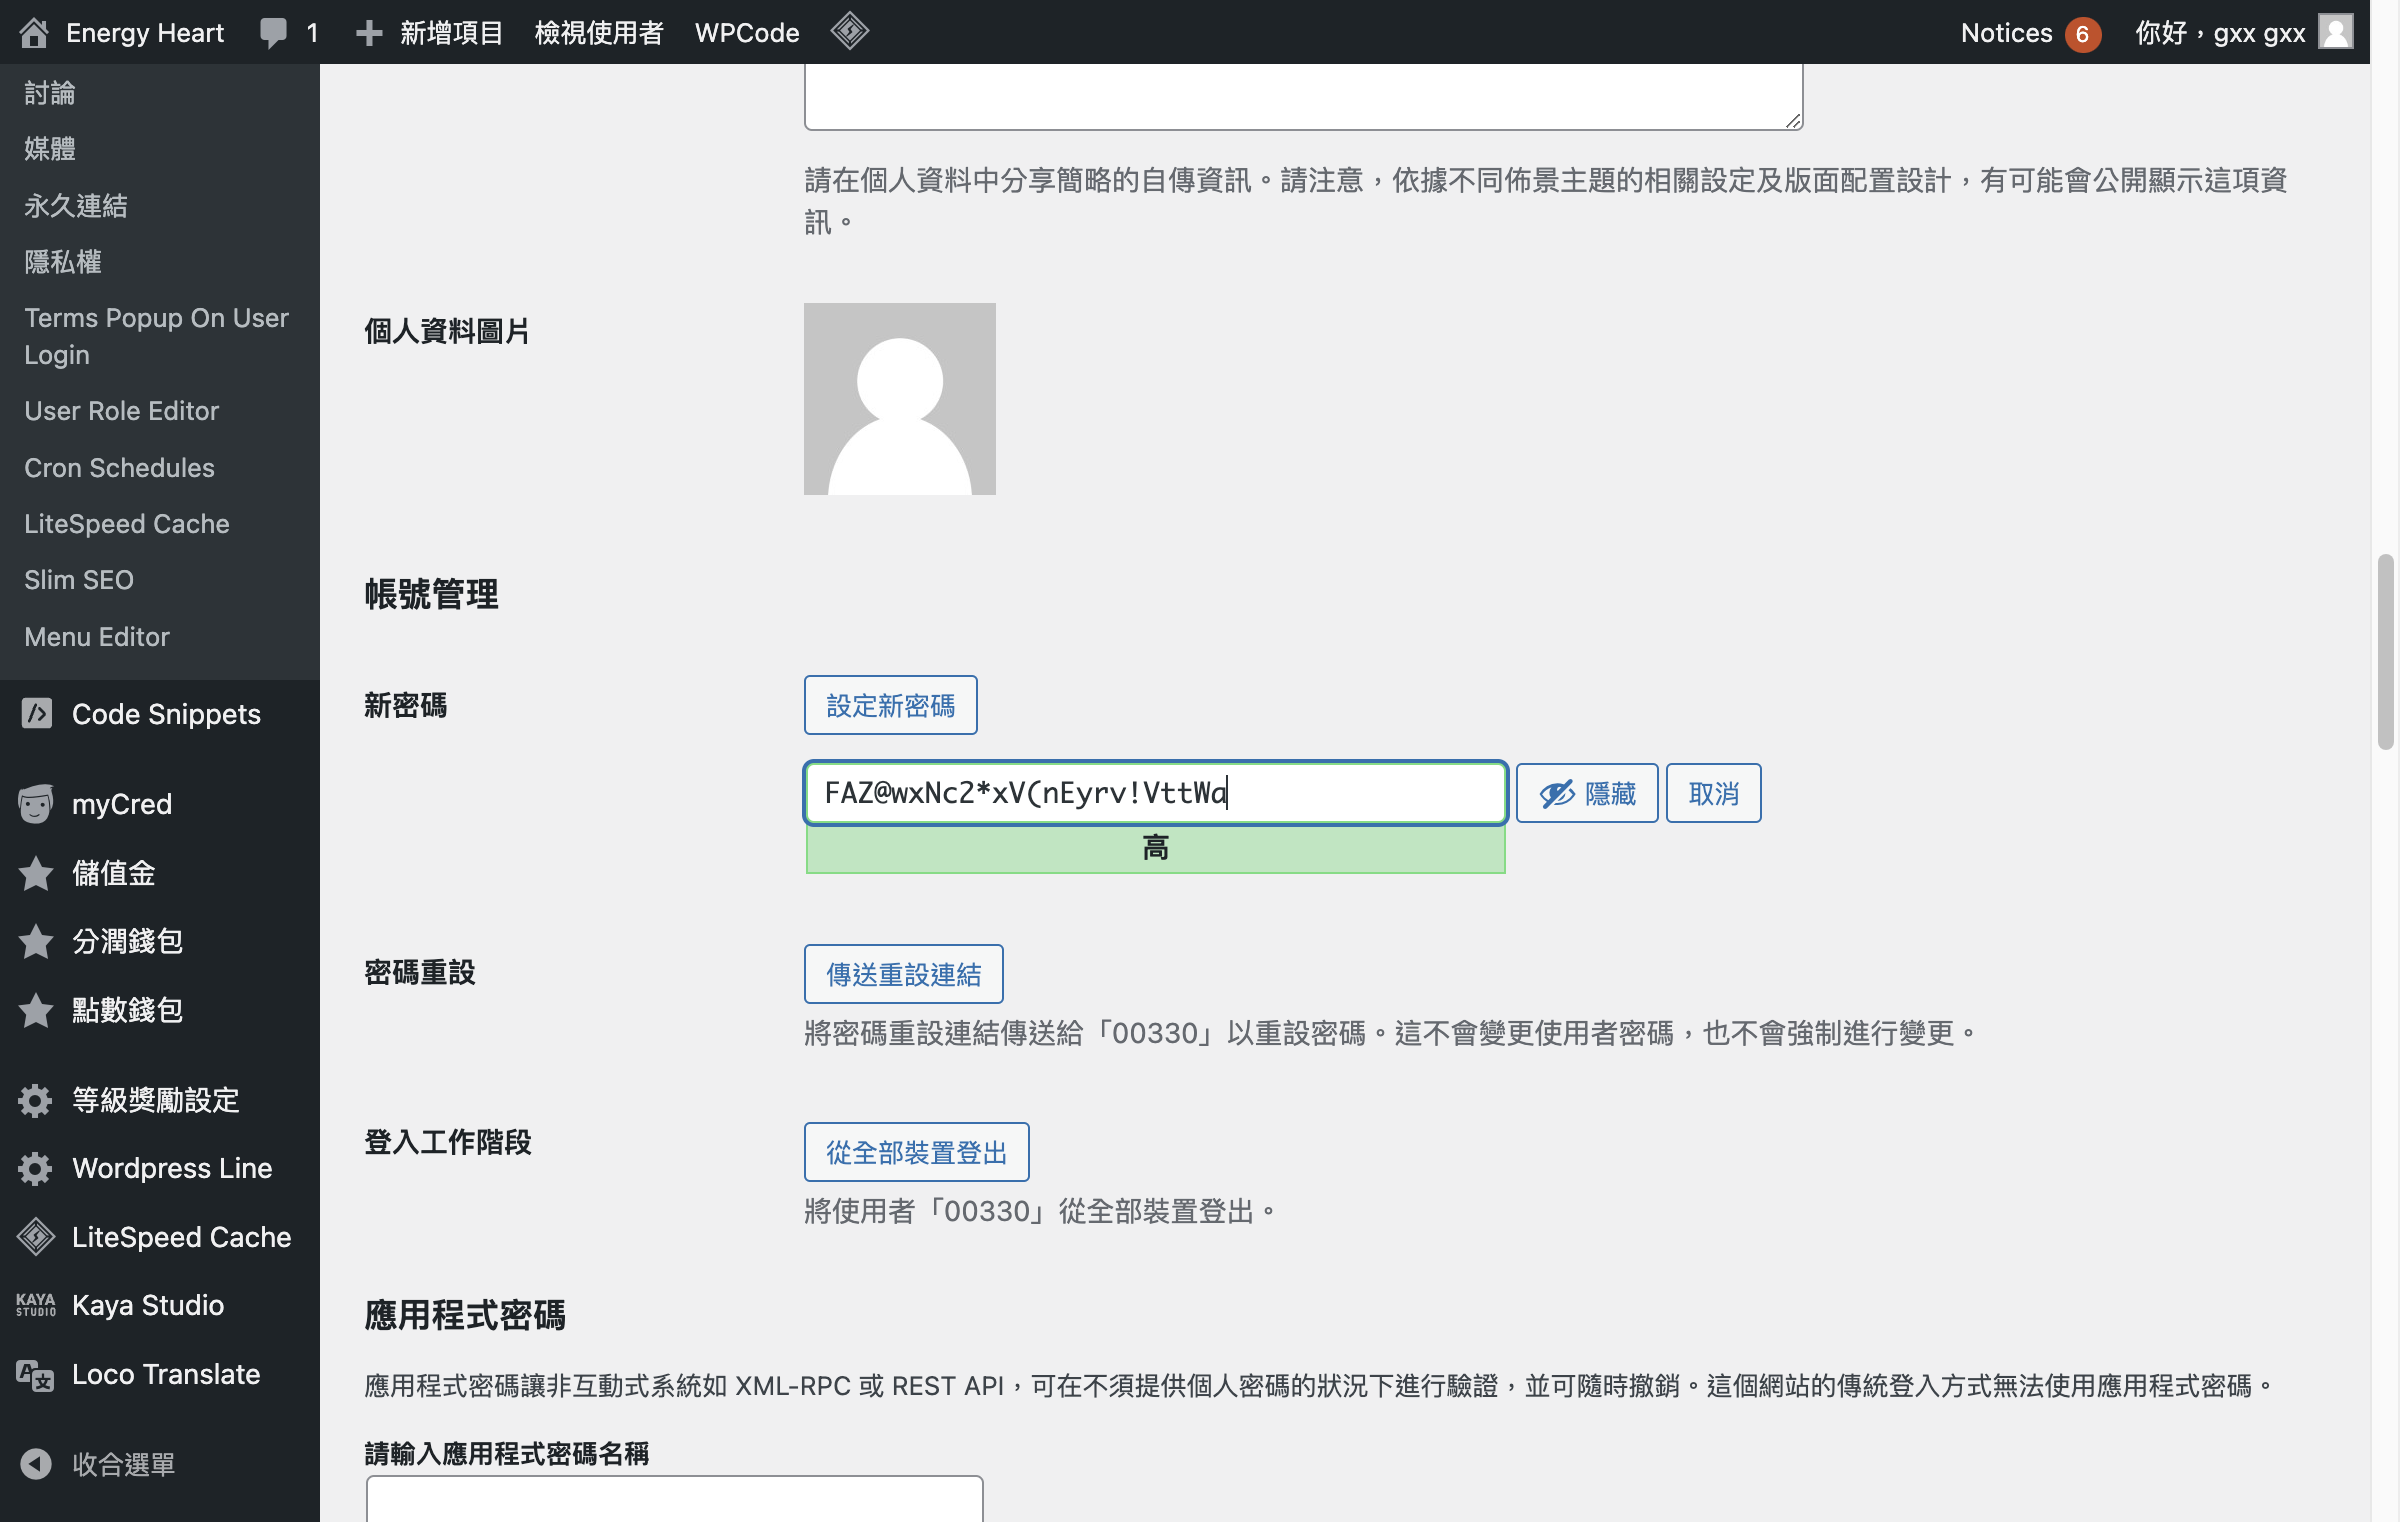 Energy Heart 1 新增項目 檢視使用者 WPCode Notices 6 你好，gxx gxx
討論
媒體
永久連結
隱私權
Terms Popup On User
Login
User Role Editor
Cron Schedules
LiteSpeed Cache
Slim SEO
Menu Editor
Code Snippets
myCred
儲值金
分潤錢包
點數錢包
等級獎勵設定
Wordpress Line
LiteSpeed Cache
KAYA
STUDIO
Kaya Studio
Loco Translate
收合選單
請在個人資料中分享簡略的自傳資訊。請注意，依據不同佈景主題的相關設定及版面配置設計，有可能會公開顯示這項資
訊。
個人資料圖片
帳號管理
新密碼
設定新密碼
FAZ@wxNc2*xV(nEyrv!VttWa 隱藏 取消
高
密碼重設
傳送重設連結
將密碼重設連結傳送給「00330」以重設密碼。這不會變更使用者密碼，也不會強制進行變更。
登入工作階段
從全部裝置登出
將使用者「00330」從全部裝置登出。
應用程式密碼
應用程式密碼讓非互動式系統如 XML-RPC 或 REST API，可在不須提供個人密碼的狀況下進行驗證，並可隨時撤銷。這個網站的傳統登入方式無法使用應用程式密碼。
請輸入應用程式密碼名稱